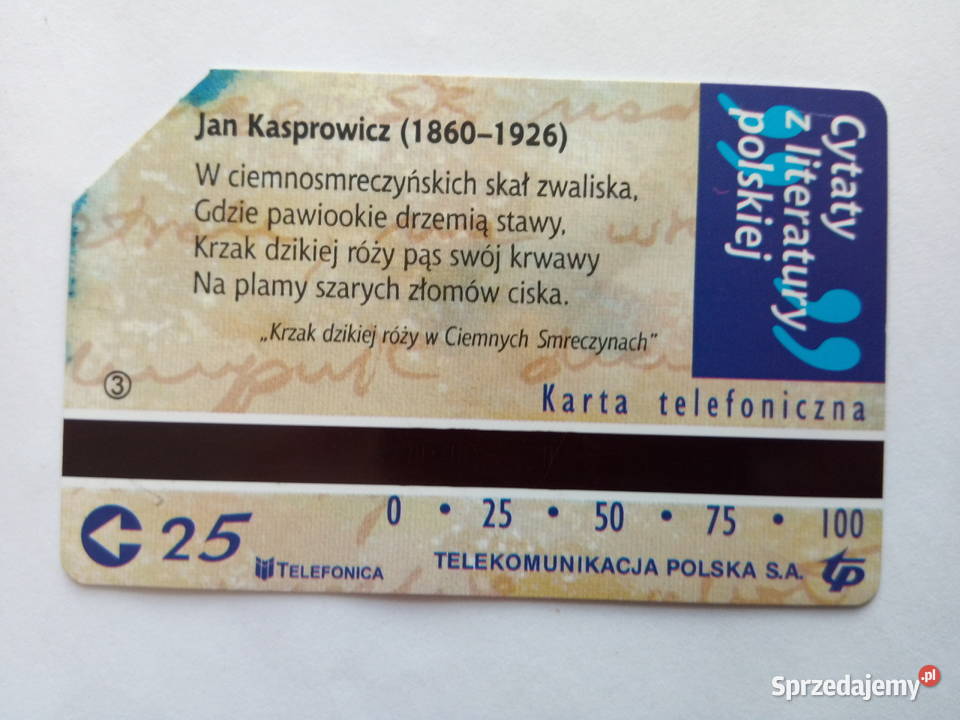 Jan Kasprowicz (1860–1926)
W ciemnosmreczyńskich skał zwaliska,
Gdzie pawiookie drzemią stawy,
Krzak dzikiej róży pąs swój krwawy
Na plamy szarych złomów ciska.
„Krzak dzikiej róży w Ciemnych Smreczynach”
Cytaty
z literatury
polskiej
③
Karta telefoniczna
0 • 25 • 50 • 75 • 100
25
TELEFONICA
TELEKOMUNIKACJA POLSKA S.A. tp
Sprzedajemy.pl